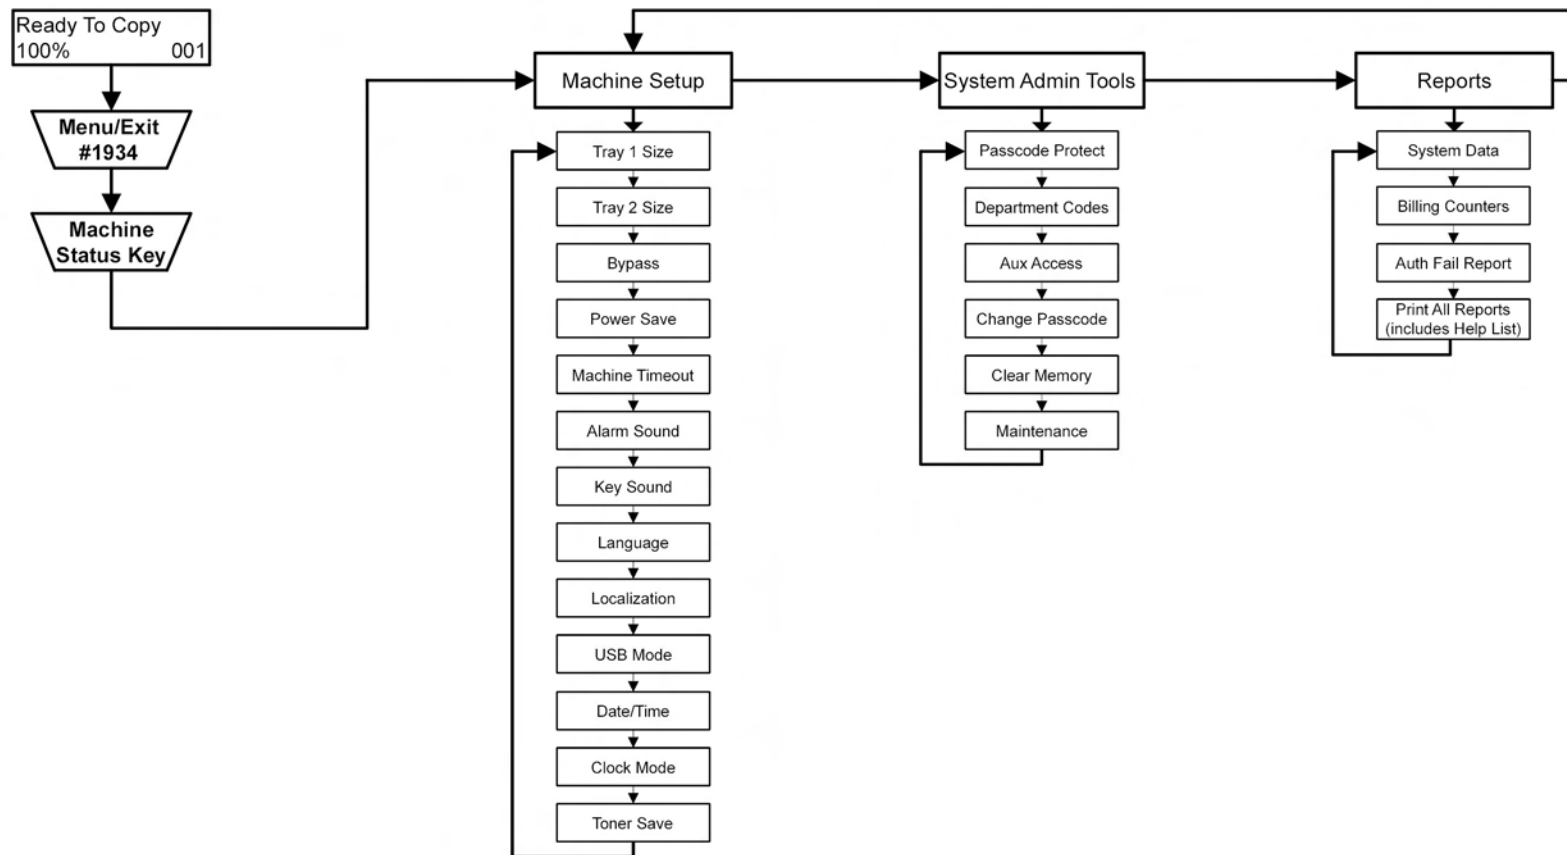 Ready To Copy
100% 001
Menu/Exit
#1934
Machine
Status Key
Machine Setup
Tray 1 Size
Tray 2 Size
Bypass
Power Save
Machine Timeout
Alarm Sound
Key Sound
Language
Localization
USB Mode
Date/Time
Clock Mode
Toner Save
System Admin Tools
Passcode Protect
Department Codes
Aux Access
Change Passcode
Clear Memory
Maintenance
Reports
System Data
Billing Counters
Auth Fail Report
Print All Reports
(includes Help List)